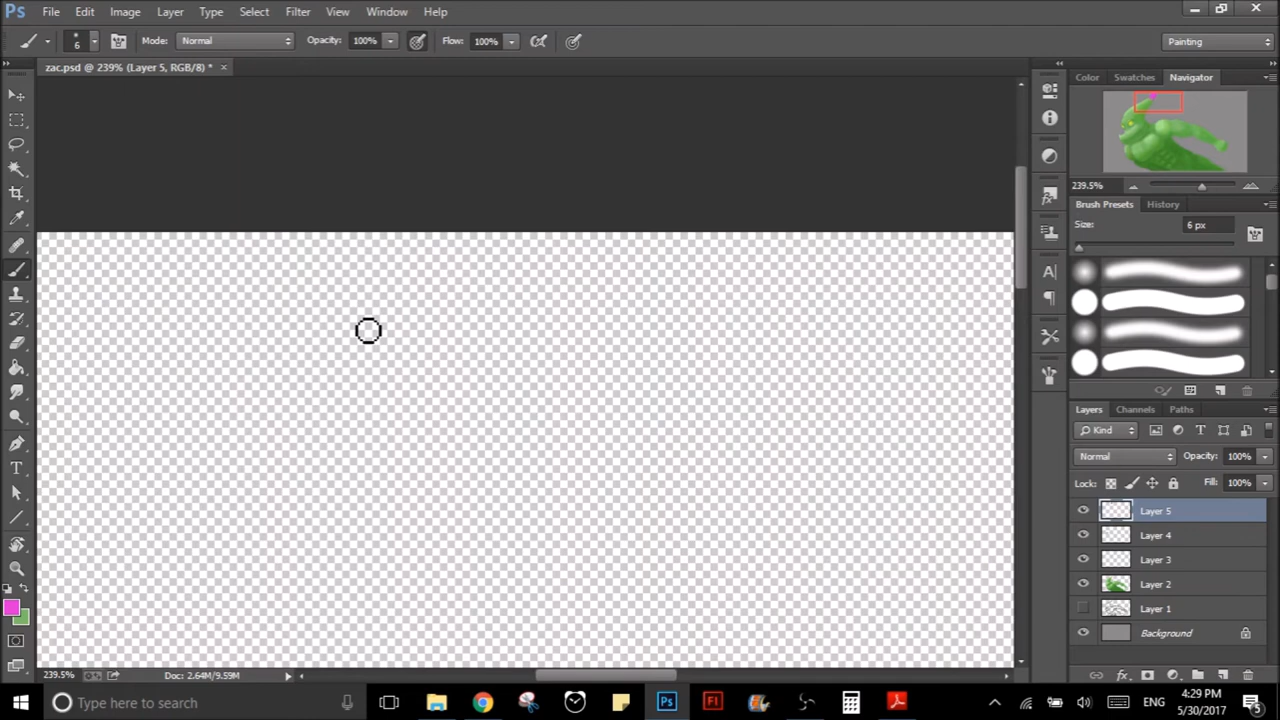 Ps File Edit Image Layer Type Select Filter View Window Help
6 Mode: Normal Opacity: 100% Flow: 100% Painting
zac.psd @ 239% (Layer 5, RGB/8) * ×
Color Swatches Navigator
239.5%
Brush Presets History
Size: 6 px
Layers Channels Paths
Kind
Normal Opacity: 100%
Lock: Fill: 100%
Layer 5
Layer 4
Layer 3
Layer 2
Layer 1
Background
239.5% Doc: 2.64M/9.59M
Type here to search Ps Fl ENG 4:29 PM
5/30/2017 5